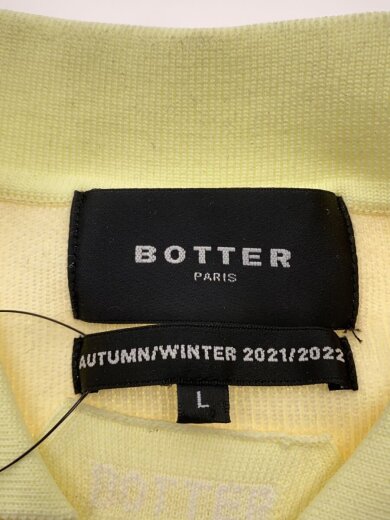 BOTTER
PARIS
AUTUMN/WINTER 2021/2022
L
BOTTER